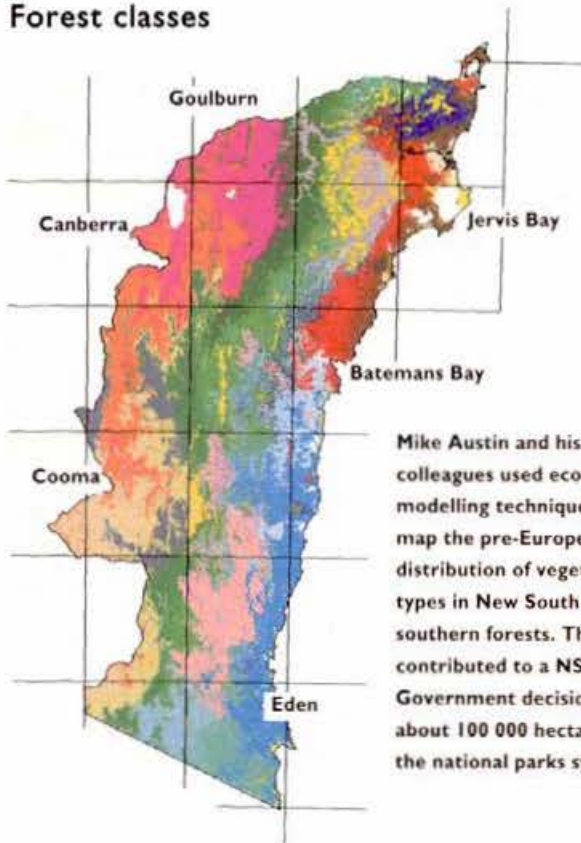 Forest classes
Goulburn
Canberra
Jervis Bay
Batemans Bay
Cooma
Eden
Mike Austin and his
colleagues used eco
modelling technique
map the pre-Europe
distribution of veget
types in New South
southern forests. Th
contributed to a NS
Government decisio
about 100 000 hecta
the national parks s